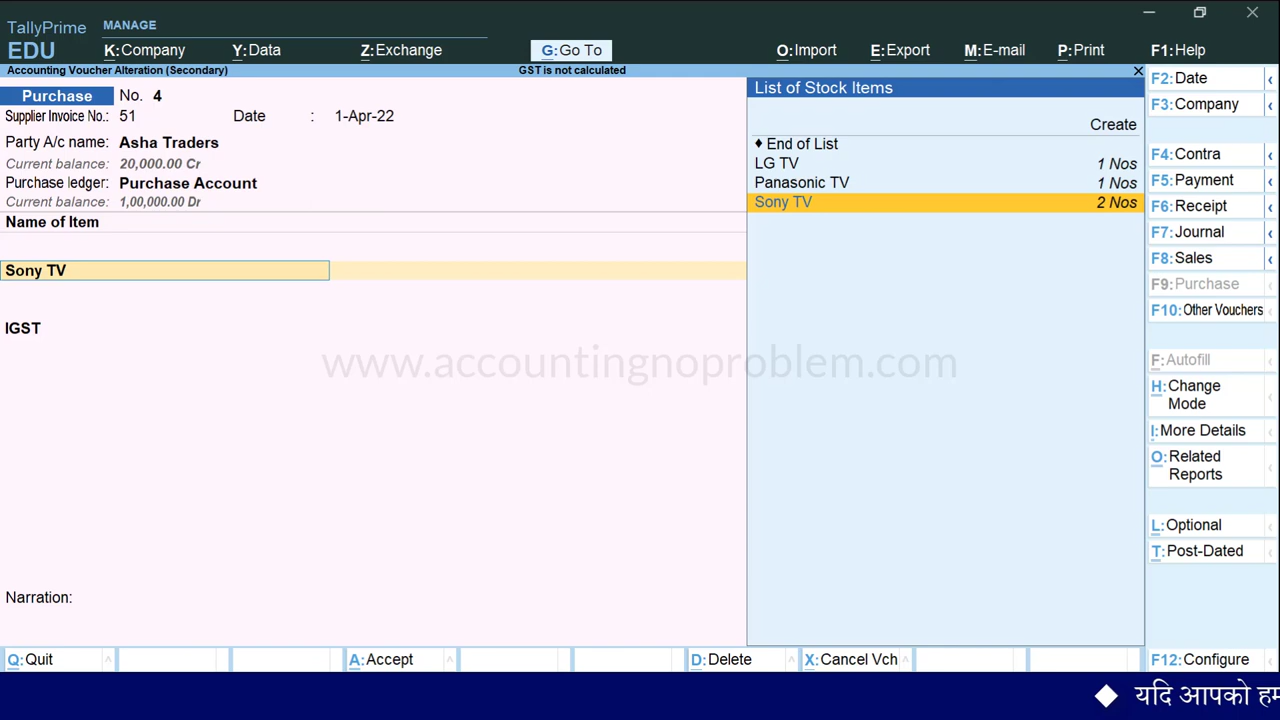 TallyPrime MANAGE
EDU K:Company Y:Data Z:Exchange G:Go To O:Import E:Export M:E-mail P:Print F1:Help
Accounting Voucher Alteration (Secondary) GST is not calculated
Purchase No. 4
Supplier Invoice No.: 51 Date : 1-Apr-22
Party A/c name: Asha Traders
Current balance: 20,000.00 Cr
Purchase ledger: Purchase Account
Current balance: 1,00,000.00 Dr
Name of Item
Sony TV
IGST
Narration:
List of Stock Items
Create
♦ End of List
LG TV 1 Nos
Panasonic TV 1 Nos
Sony TV 2 Nos
F2:Date
F3:Company
F4:Contra
F5:Payment
F6:Receipt
F7:Journal
F8:Sales
F9:Purchase
F10:Other Vouchers
F:Autofill
H:Change
Mode
I:More Details
O:Related
Reports
L:Optional
T:Post-Dated
www.accountingnoproblem.com
Q:Quit A:Accept D:Delete X:Cancel Vch F12:Configure
◆ यदि आपको हम